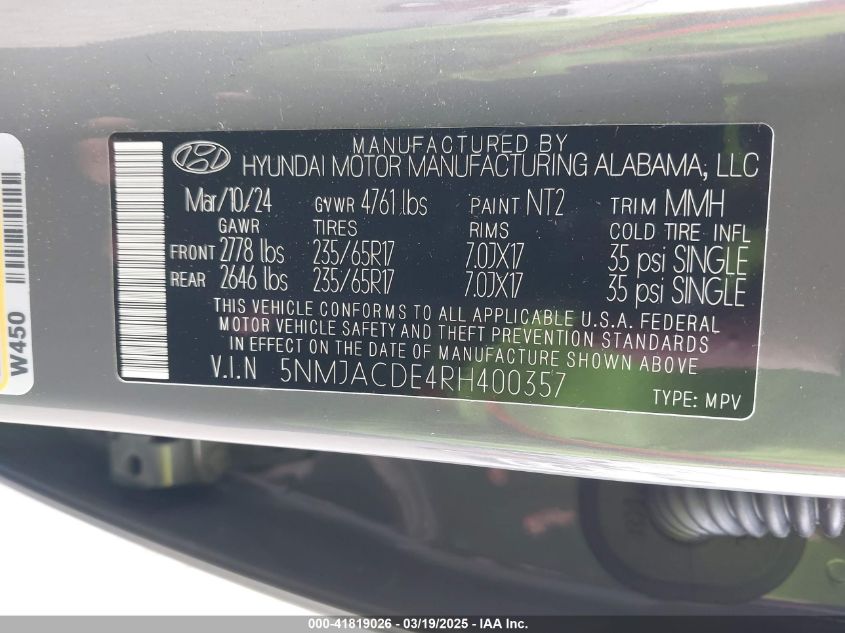 MANUFACTURED BY
HYUNDAI MOTOR MANUFACTURING ALABAMA, LLC
Mar/10/24 GVWR 4761 lbs PAINT NT2 TRIM MMH
GAWR TIRES RIMS COLD TIRE INFL
FRONT 2778 lbs 235/65R17 7.0JX17 35 psi SINGLE
REAR 2646 lbs 235/65R17 7.0JX17 35 psi SINGLE
THIS VEHICLE CONFORMS TO ALL APPLICABLE U.S.A. FEDERAL
MOTOR VEHICLE SAFETY AND THEFT PREVENTION STANDARDS
IN EFFECT ON THE DATE OF MANUFACTURE SHOWN ABOVE
V.I.N 5NMJACDE4RH400357
TYPE: MPV
W450
000-41819026 - 03/19/2025 - COPYRIGHT IAA, LLC.